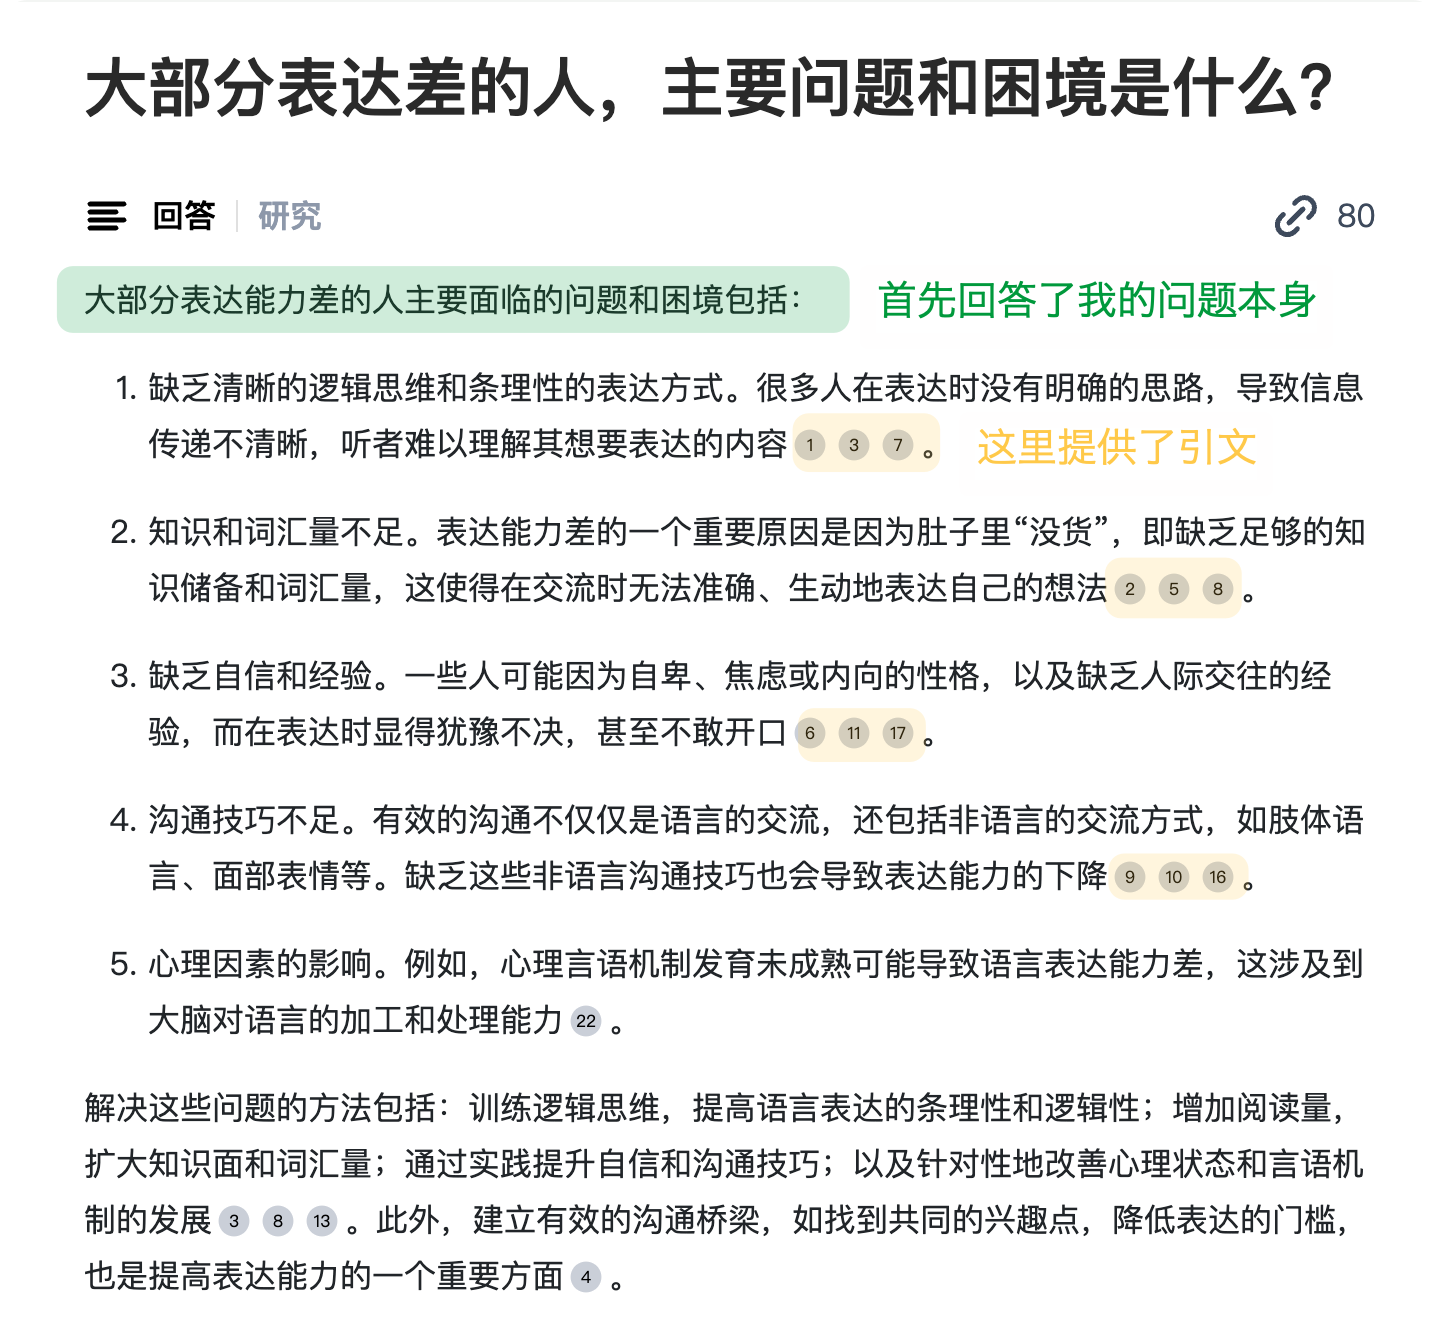 大部分表达差的人，主要问题和困境是什么？
回答 研究 80
大部分表达能力差的人主要面临的问题和困境包括： 首先回答了我的问题本身
1. 缺乏清晰的逻辑思维和条理性的表达方式。很多人在表达时没有明确的思路，导致信息
传递不清晰，听者难以理解其想要表达的内容 1 3 7 。 这里提供了引文
2. 知识和词汇量不足。表达能力差的一个重要原因是因为肚子里“没货”，即缺乏足够的知
识储备和词汇量，这使得在交流时无法准确、生动地表达自己的想法 2 5 8 。
3. 缺乏自信和经验。一些人可能因为自卑、焦虑或内向的性格，以及缺乏人际交往的经
验，而在表达时显得犹豫不决，甚至不敢开口 6 11 17 。
4. 沟通技巧不足。有效的沟通不仅仅是语言的交流，还包括非语言的交流方式，如肢体语
言、面部表情等。缺乏这些非语言沟通技巧也会导致表达能力的下降 9 10 16 。
5. 心理因素的影响。例如，心理言语机制发育未成熟可能导致语言表达能力差，这涉及到
大脑对语言的加工和处理能力 22 。
解决这些问题的方法包括：训练逻辑思维，提高语言表达的条理性和逻辑性；增加阅读量，
扩大知识面和词汇量；通过实践提升自信和沟通技巧；以及针对性地改善心理状态和言语机
制的发展 3 8 13 。此外，建立有效的沟通桥梁，如找到共同的兴趣点，降低表达的门槛，
也是提高表达能力的一个重要方面 4 。